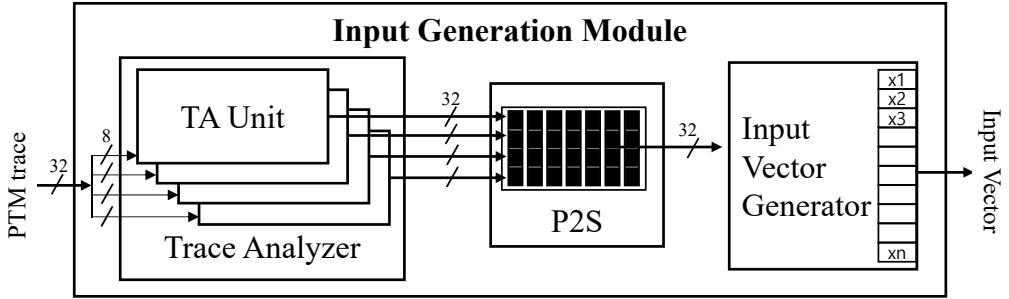 Input Generation Module
PTM trace
32
8
TA Unit
Trace Analyzer
32
P2S
32
Input
Vector
Generator
x1
x2
x3
xn
Input Vector